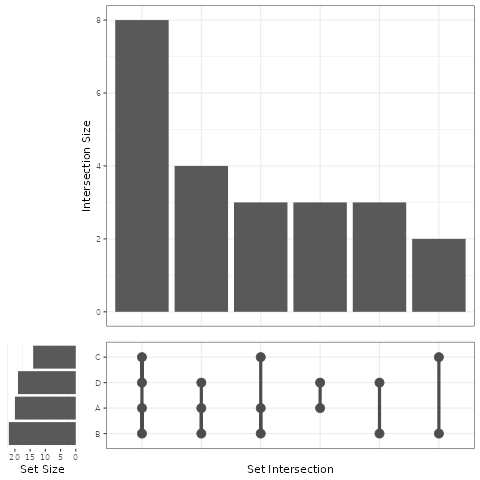 8
6
4
2
0
Intersection Size
C
D
A
B
20 15 10 5 0
Set Size
Set Intersection